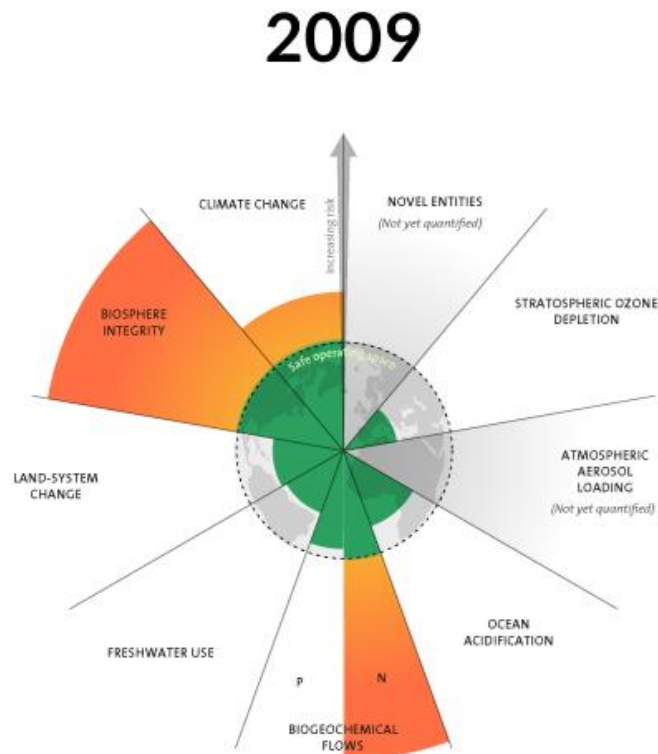 2009
CLIMATE CHANGE
Increasing risk
NOVEL ENTITIES
(Not yet quantified)
STRATOSPHERIC OZONE
DEPLETION
BIOSPHERE
INTEGRITY
Safe operating space
ATMOSPHERIC
AEROSOL
LOADING
(Not yet quantified)
LAND-SYSTEM
CHANGE
OCEAN
ACIDIFICATION
FRESHWATER USE
P
N
BIOGEOCHEMICAL
FLOWS